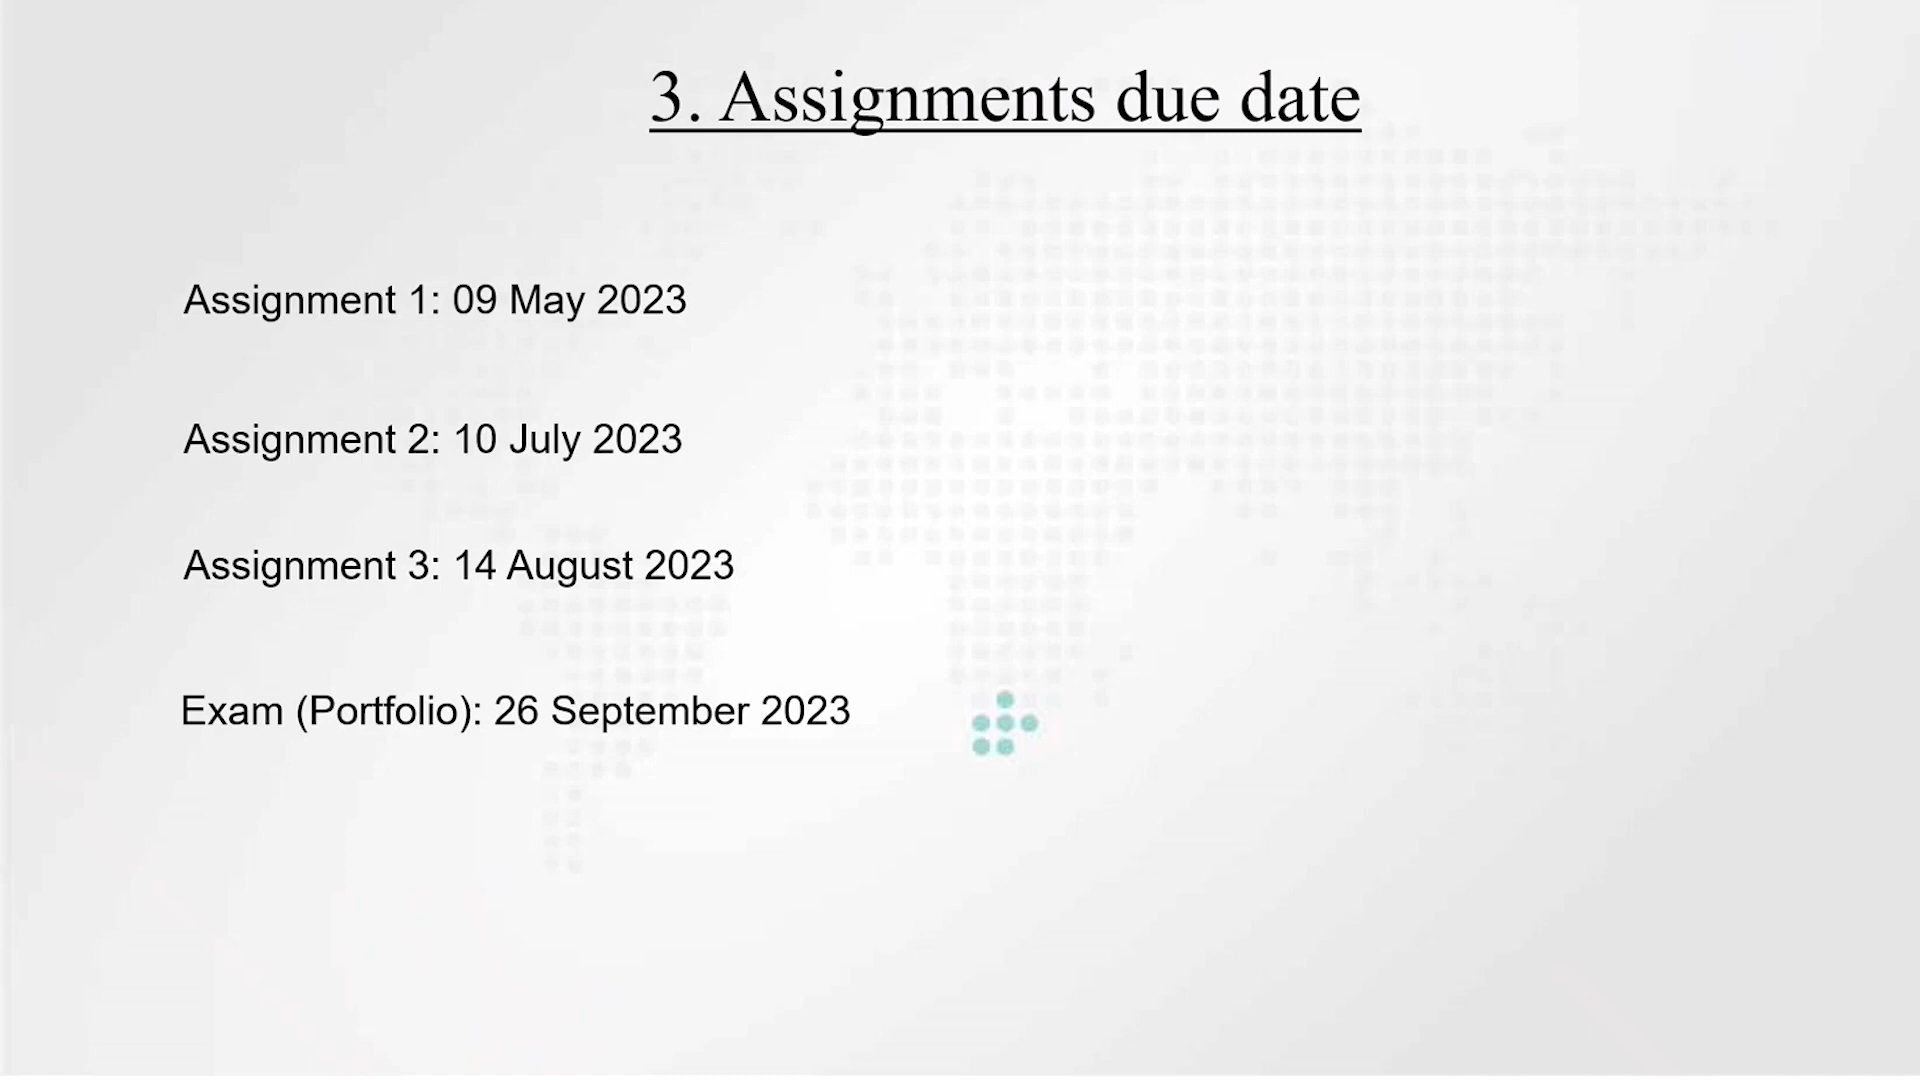 3. Assignments due date
Assignment 1: 09 May 2023
Assignment 2: 10 July 2023
Assignment 3: 14 August 2023
Exam (Portfolio): 26 September 2023